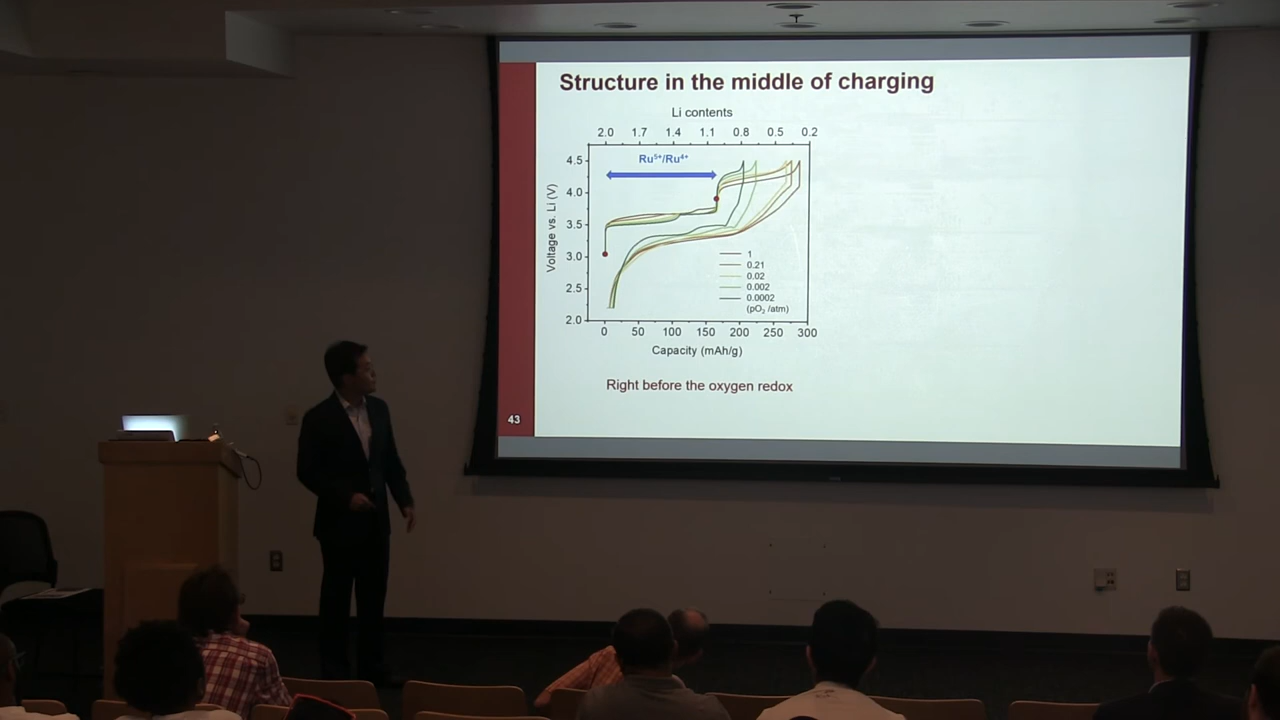 Structure in the middle of charging
Li contents
2.0 1.7 1.4 1.1 0.8 0.5 0.2
Ru⁵⁺/Ru⁴⁺
4.5
4.0
3.5
3.0
2.5
2.0
Voltage vs. Li (V)
1
0.21
0.02
0.002
0.0002
(pO₂ /atm)
0 50 100 150 200 250 300
Capacity (mAh/g)
Right before the oxygen redox
43